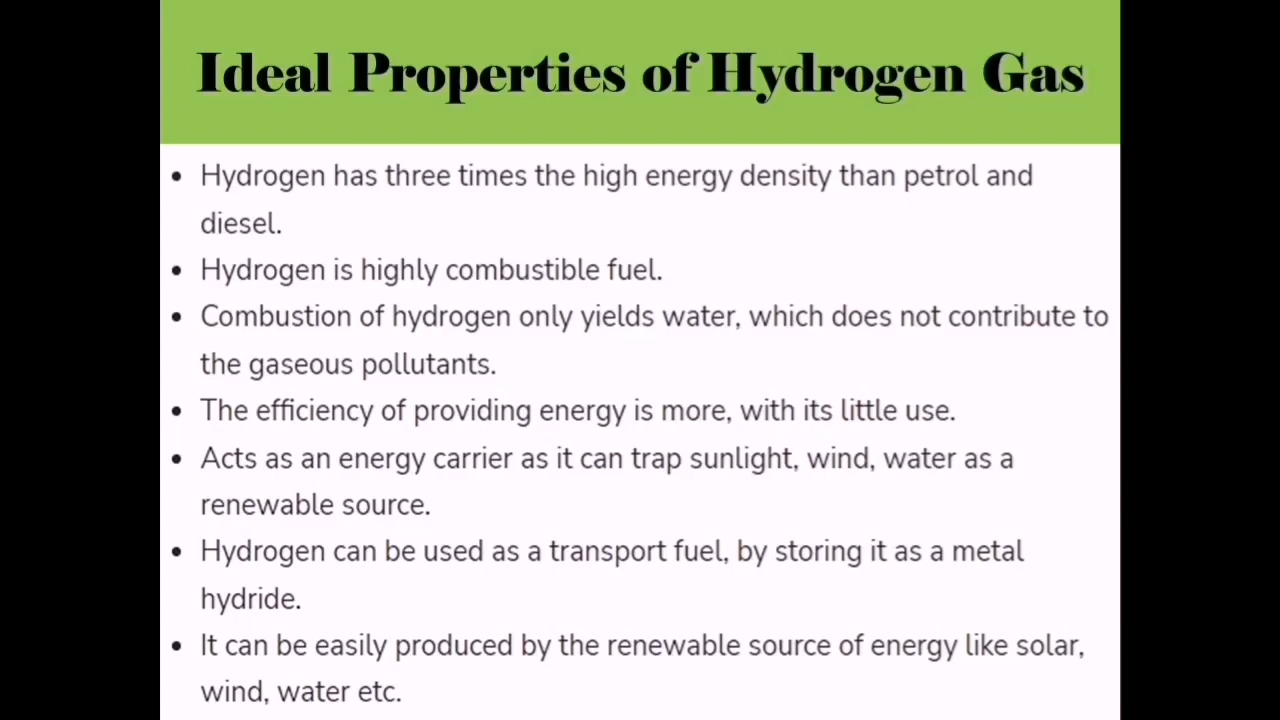 Ideal Properties of Hydrogen Gas
• Hydrogen has three times the high energy density than petrol and
diesel.
• Hydrogen is highly combustible fuel.
• Combustion of hydrogen only yields water, which does not contribute to
the gaseous pollutants.
• The efficiency of providing energy is more, with its little use.
• Acts as an energy carrier as it can trap sunlight, wind, water as a
renewable source.
• Hydrogen can be used as a transport fuel, by storing it as a metal
hydride.
• It can be easily produced by the renewable source of energy like solar,
wind, water etc.